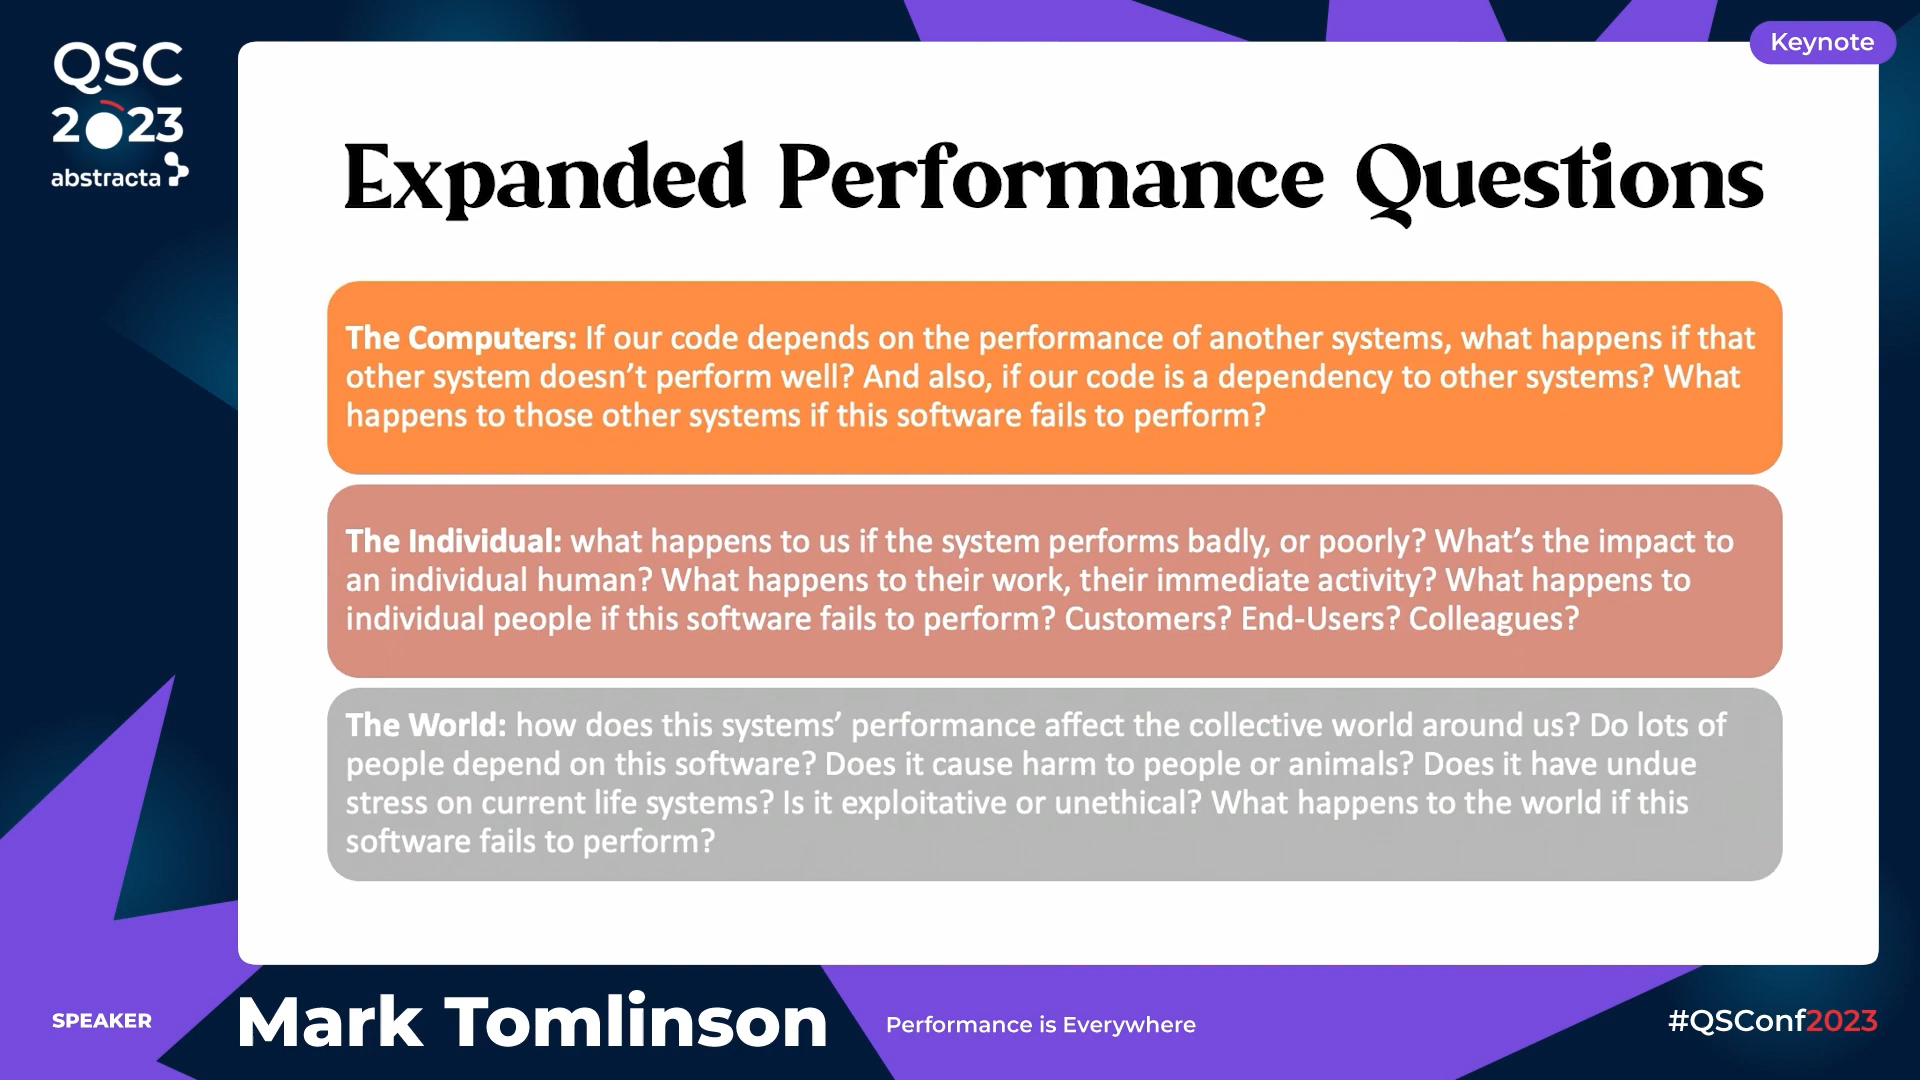 QSC
2023
abstracta
Keynote
Expanded Performance Questions
The Computers: If our code depends on the performance of another systems, what happens if that
other system doesn’t perform well? And also, if our code is a dependency to other systems? What
happens to those other systems if this software fails to perform?
The Individual: what happens to us if the system performs badly, or poorly? What’s the impact to
an individual human? What happens to their work, their immediate activity? What happens to
individual people if this software fails to perform? Customers? End-Users? Colleagues?
The World: how does this systems’ performance affect the collective world around us? Do lots of
people depend on this software? Does it cause harm to people or animals? Does it have undue
stress on current life systems? Is it exploitative or unethical? What happens to the world if this
software fails to perform?
SPEAKER
Mark Tomlinson
Performance is Everywhere
#QSConf2023